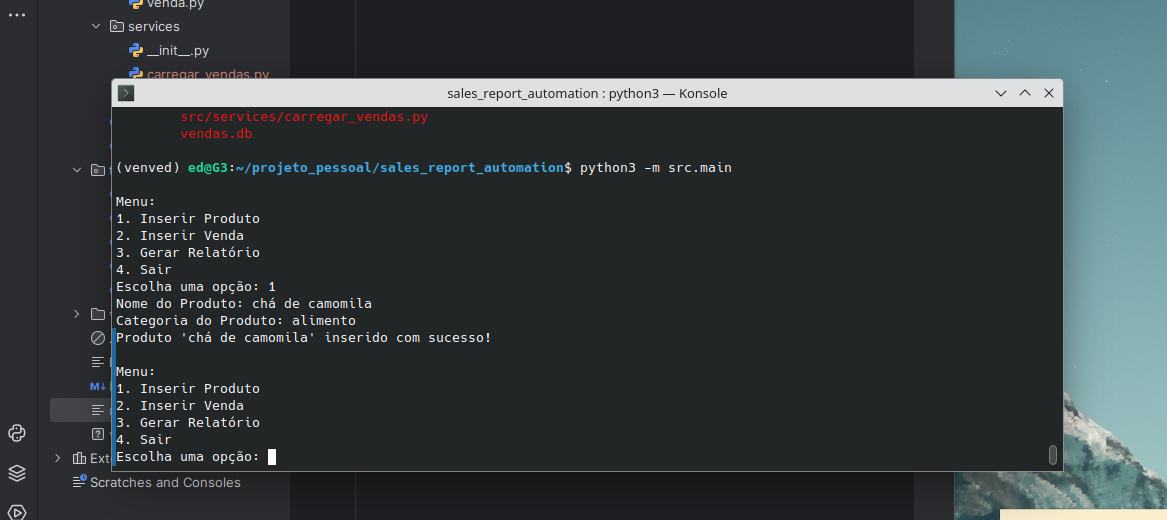 venda.py
services
__init__.py
carregar_vendas.py
sales_report_automation : python3 — Konsole
src/services/carregar_vendas.py
vendas.db
(venved) ed@G3:~/projeto_pessoal/sales_report_automation$ python3 -m src.main
Menu:
1. Inserir Produto
2. Inserir Venda
3. Gerar Relatório
4. Sair
Escolha uma opção: 1
Nome do Produto: chá de camomila
Categoria do Produto: alimento
Produto 'chá de camomila' inserido com sucesso!
Menu:
1. Inserir Produto
2. Inserir Venda
3. Gerar Relatório
4. Sair
Escolha uma opção:
M↓
Scratches and Consoles